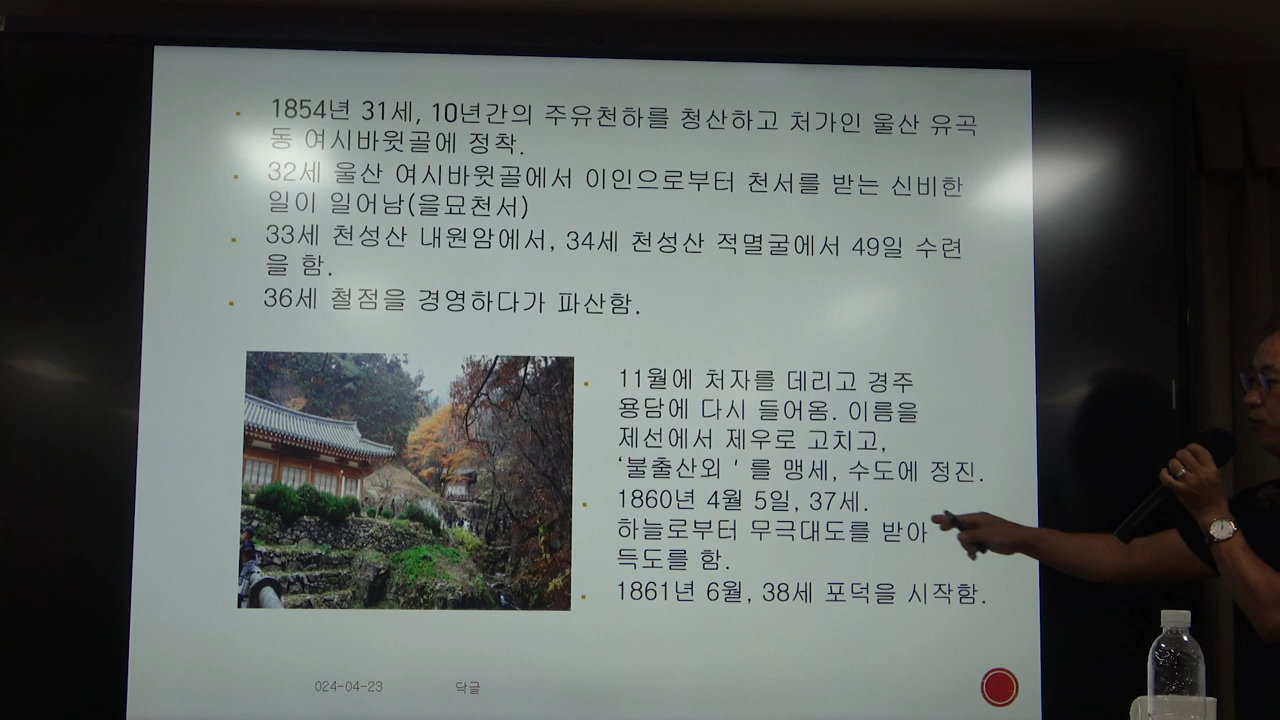 1854년 31세, 10년간의 주유천하를 청산하고 처가인 울산 유곡
동 여시바윗골에 정착.
32세 울산 여시바윗골에서 이인으로부터 천서를 받는 신비한
일이 일어남(을묘천서)
33세 천성산 내원암에서, 34세 천성산 적멸굴에서 49일 수련
을 함.
36세 철점을 경영하다가 파산함.
11월에 처자를 데리고 경주
용담에 다시 들어옴. 이름을
제선에서 제우로 고치고,
‘불출산외 ' 를 맹세, 수도에 정진.
1860년 4월 5일, 37세.
하늘로부터 무극대도를 받아
득도를 함.
1861년 6월, 38세 포덕을 시작함.
024-04-23
닥글